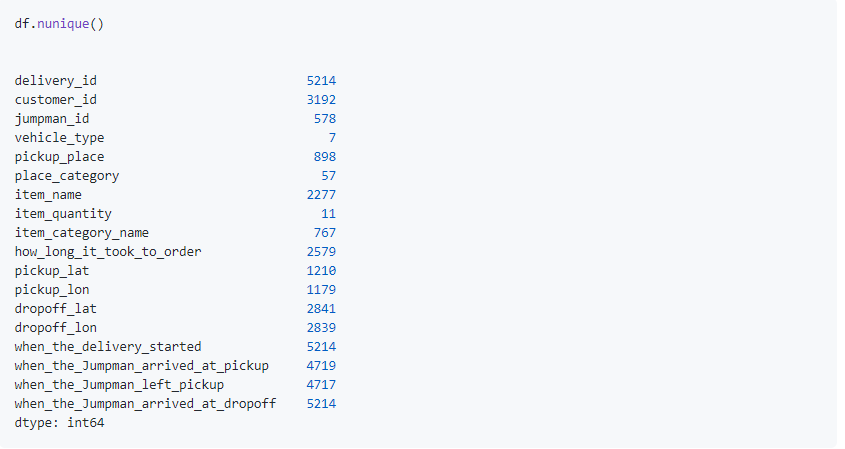 df.nunique()
delivery_id 5214
customer_id 3192
jumpman_id 578
vehicle_type 7
pickup_place 898
place_category 57
item_name 2277
item_quantity 11
item_category_name 767
how_long_it_took_to_order 2579
pickup_lat 1210
pickup_lon 1179
dropoff_lat 2841
dropoff_lon 2839
when_the_delivery_started 5214
when_the_Jumpman_arrived_at_pickup 4719
when_the_Jumpman_left_pickup 4717
when_the_Jumpman_arrived_at_dropoff 5214
dtype: int64